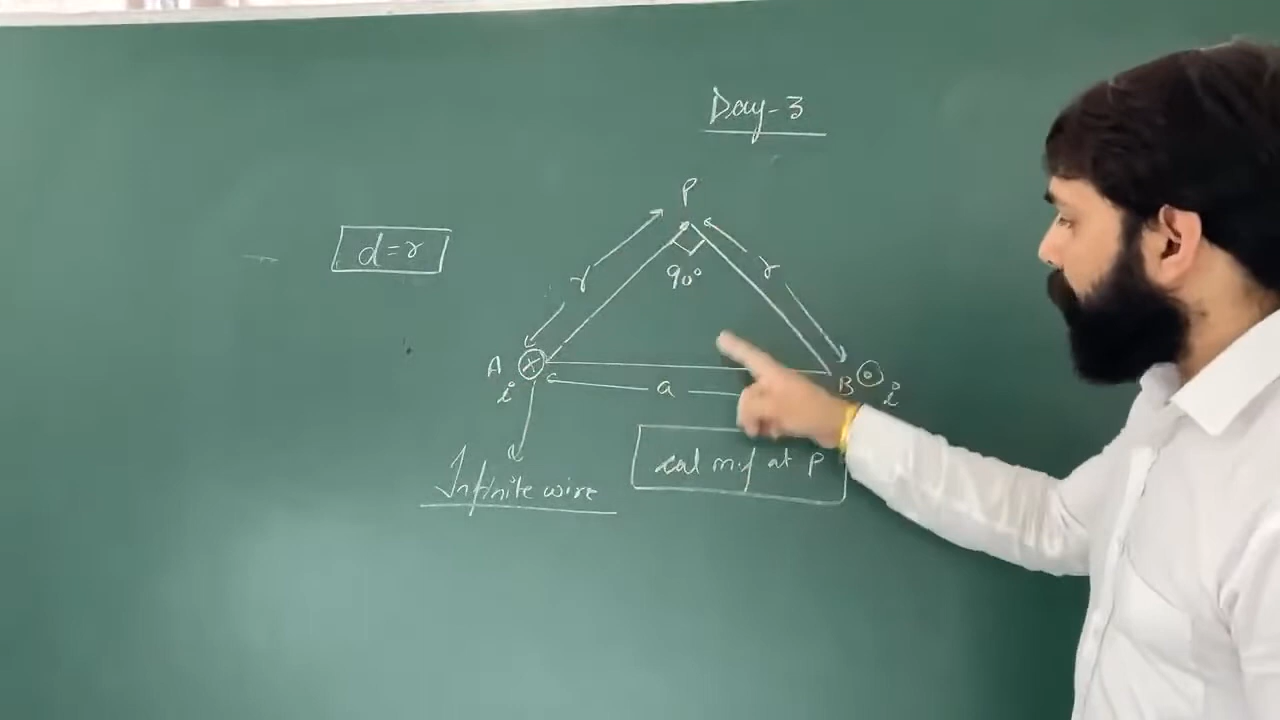 Day-3
P
d=r
r
r
90°
A
i
a
B
i
Infinite wire
cal m.f at P